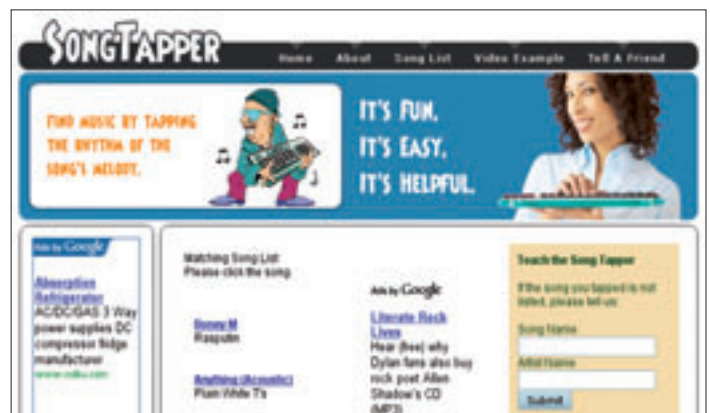 SONGTAPPER
Home About Song List Video Example Tell A Friend
FIND MUSIC BY TAPPING
THE RHYTHM OF THE
SONG'S MELODY.
IT'S FUN,
IT'S EASY,
IT'S HELPFUL.
Ads by Google
Absorption
Refrigerator
AC/DC/GAS 3 Way
power supplies DC
compressor fridge
manufacturer
Matching Song List
Please click the song.
Boney M
Rasputin
Anything (Acoustic)
Plain White T's
Ads by Google
Literate Rock
Lives
Hear (free) why
Dylan fans also buy
rock poet Allen
Shadow's CD
(MP3)
Teach the Song Tapper
If the song you tapped is not
listed, please tell us:
Song Name
Artist Name
Submit